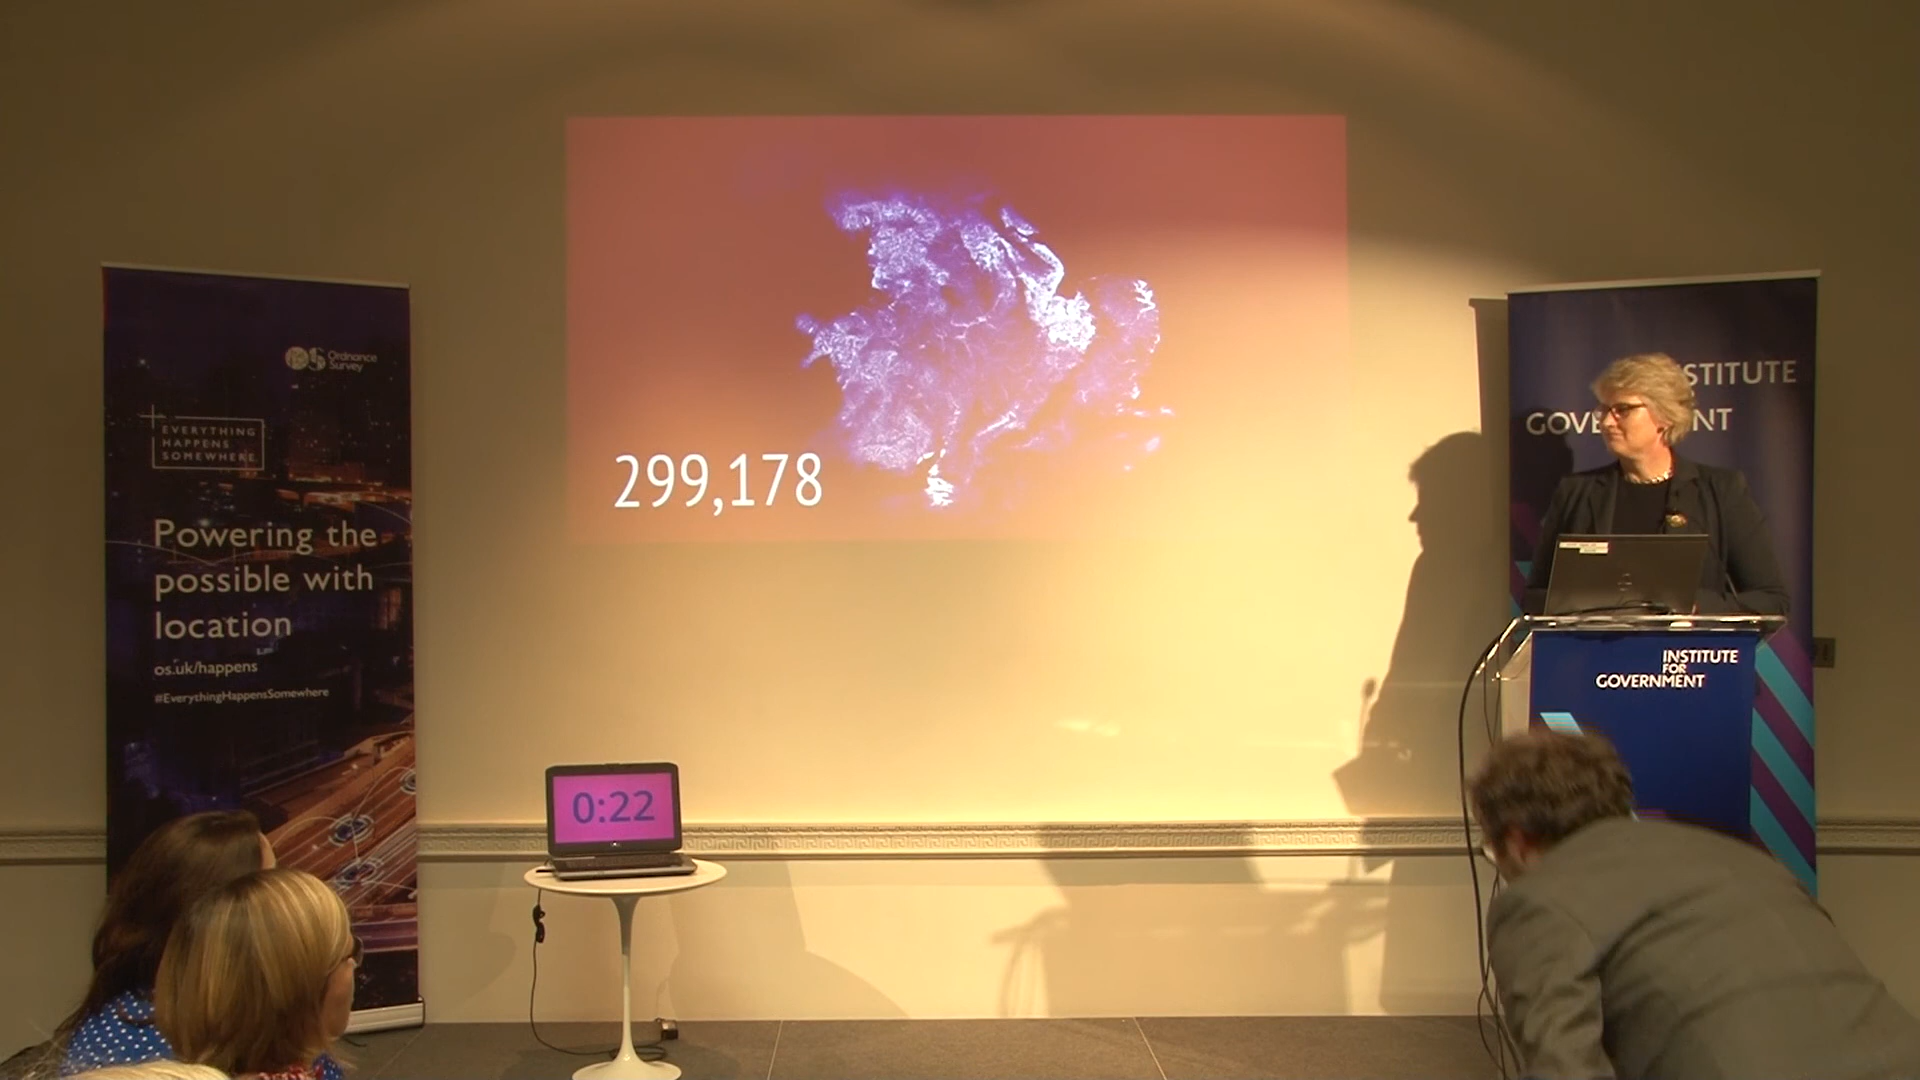 Ordnance
Survey
EVERYTHING
HAPPENS
SOMEWHERE
Powering the
possible with
location
os.uk/happens
#EverythingHappensSomewhere
299,178
0:22
STITUTE
GOVE NT
INSTITUTE
FOR
GOVERNMENT